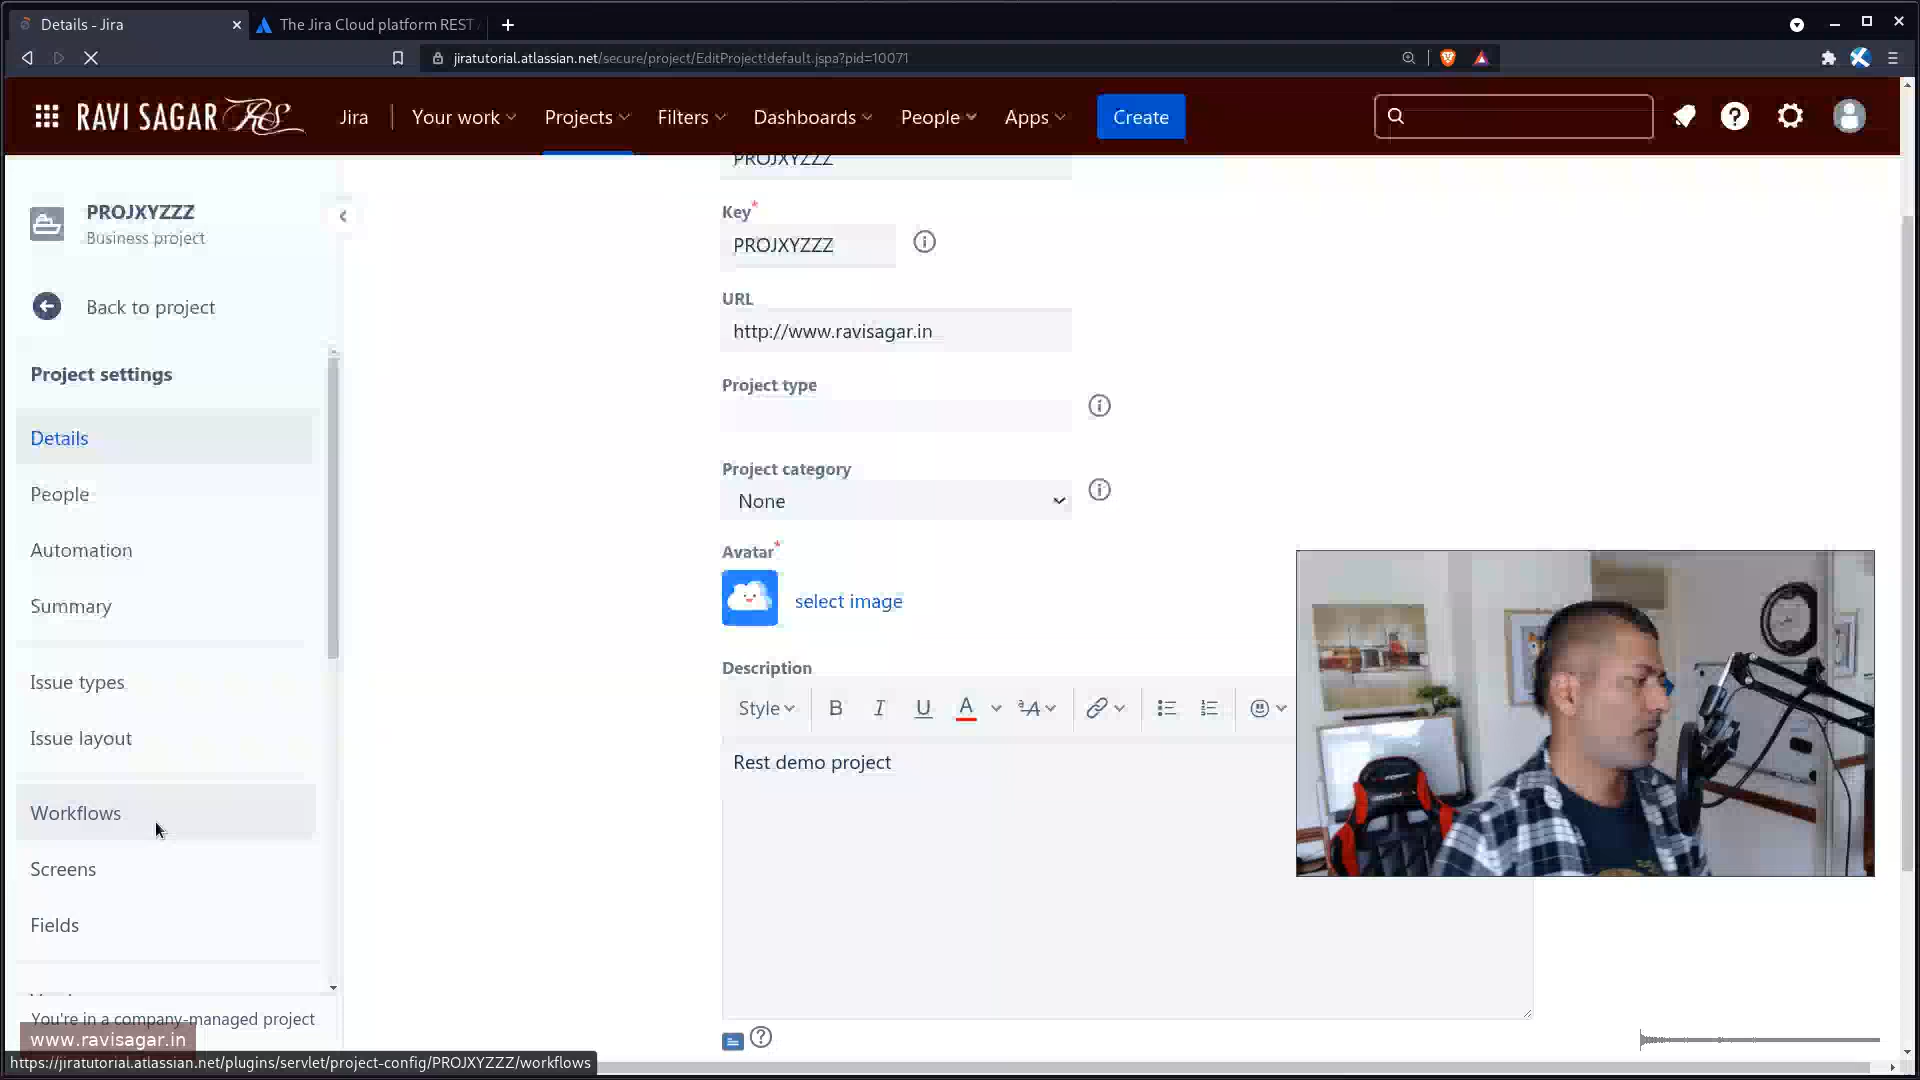 Details - Jira
The Jira Cloud platform REST
jiratutorial.atlassian.net/secure/project/EditProject!default.jspa?pid=10071
RAVI SAGAR RS
Jira
Your work
Projects
Filters
Dashboards
People
Apps
Create
PROJXYZZZ
Business project
Back to project
Project settings
Details
People
Automation
Summary
Issue types
Issue layout
Workflows
Screens
Fields
You're in a company-managed project
www.ravisagar.in
https://jiratutorial.atlassian.net/plugins/servlet/project-config/PROJXYZZZ/workflows
PROJXYZZZ
Key*
PROJXYZZZ
URL
http://www.ravisagar.in
Project type
Project category
None
Avatar*
select image
Description
Style B I U A ªA
Rest demo project